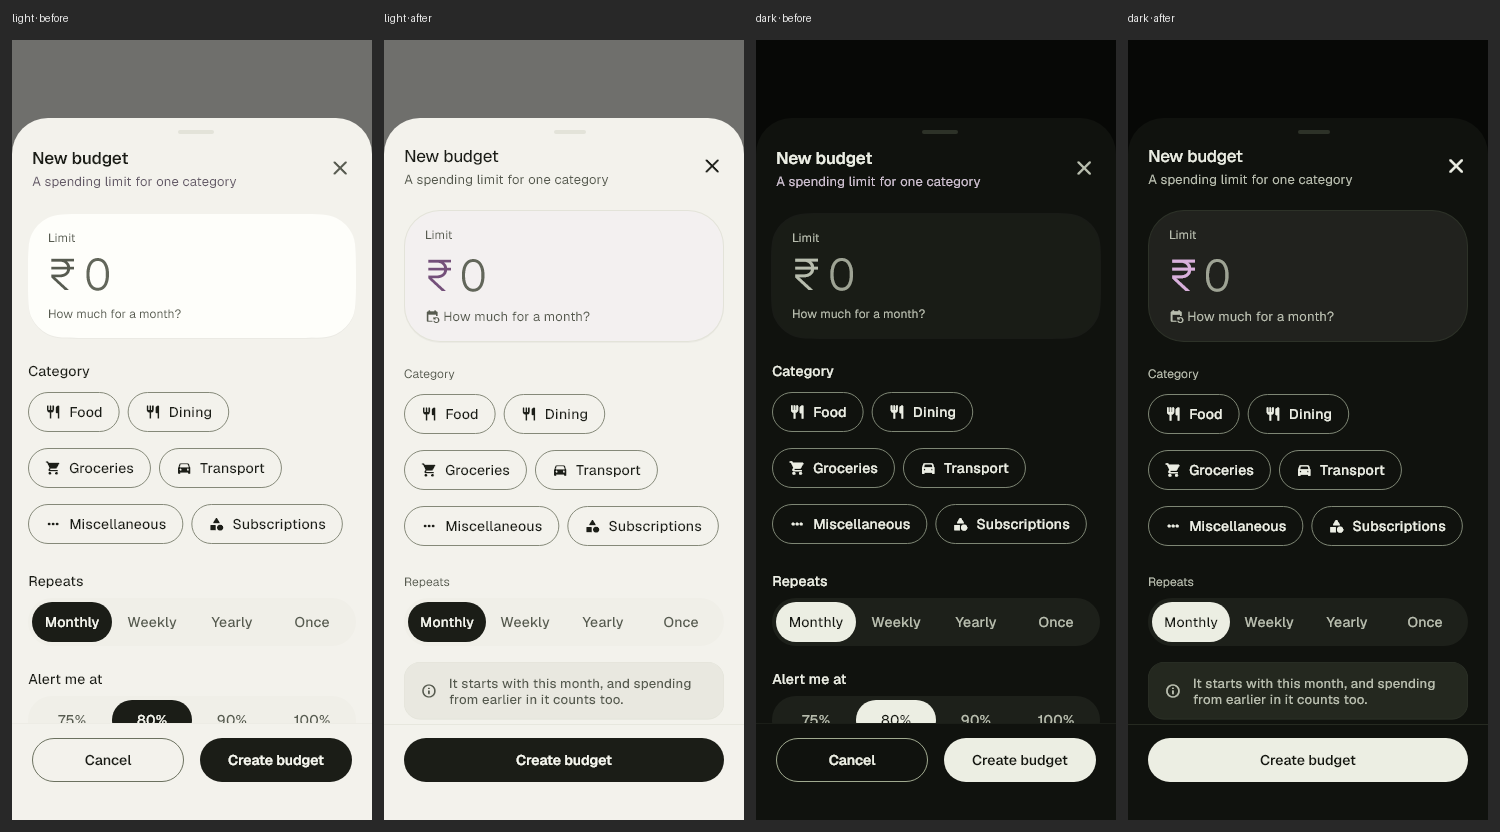 light·before
New budget
A spending limit for one category
Limit
₹ 0
How much for a month?
Category
Food
Dining
Groceries
Transport
Miscellaneous
Subscriptions
Repeats
Monthly
Weekly
Yearly
Once
Alert me at
75%
80%
90%
100%
Cancel
Create budget
light·after
New budget
A spending limit for one category
Limit
₹ 0
How much for a month?
Category
Food
Dining
Groceries
Transport
Miscellaneous
Subscriptions
Repeats
Monthly
Weekly
Yearly
Once
It starts with this month, and spending
from earlier in it counts too.
Create budget
dark·before
New budget
A spending limit for one category
Limit
₹ 0
How much for a month?
Category
Food
Dining
Groceries
Transport
Miscellaneous
Subscriptions
Repeats
Monthly
Weekly
Yearly
Once
Alert me at
75%
80%
90%
100%
Cancel
Create budget
dark·after
New budget
A spending limit for one category
Limit
₹ 0
How much for a month?
Category
Food
Dining
Groceries
Transport
Miscellaneous
Subscriptions
Repeats
Monthly
Weekly
Yearly
Once
It starts with this month, and spending
from earlier in it counts too.
Create budget